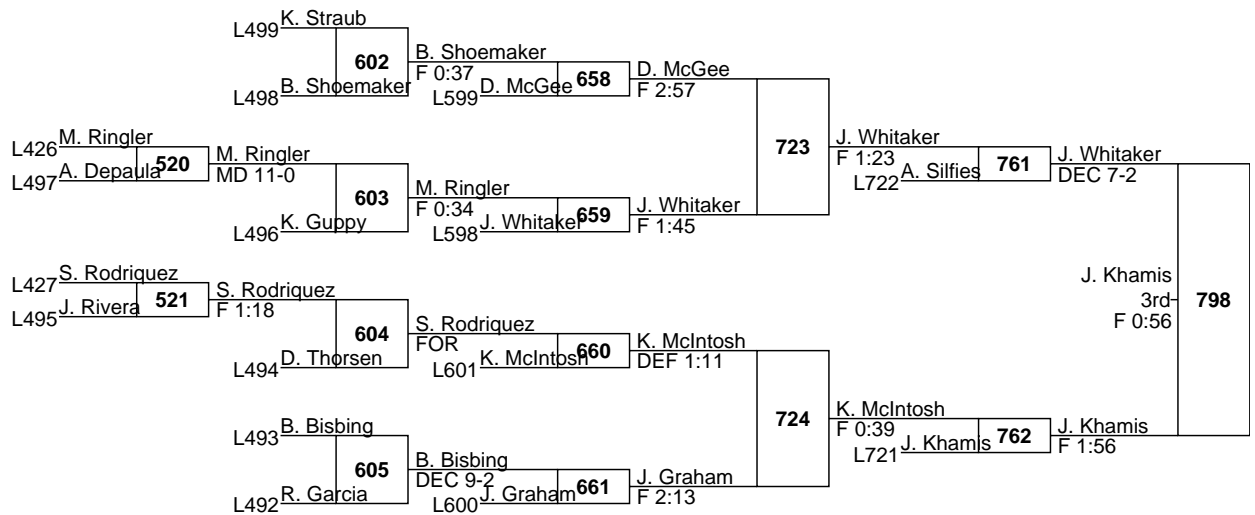 K. Straub
L499
602
B. Shoemaker
F 0:37
B. Shoemaker
L498
D. McGee
L599
658
D. McGee
F 2:57
M. Ringler
L426
520
A. Depaula
L497
M. Ringler
MD 11-0
603
K. Guppy
L496
M. Ringler
F 0:34
J. Whitaker
L598
659
J. Whitaker
F 1:45
723
J. Whitaker
F 1:23
A. Silfies
L722
761
J. Whitaker
DEC 7-2
S. Rodriquez
L427
521
J. Rivera
L495
S. Rodriquez
F 1:18
604
D. Thorsen
L494
S. Rodriquez
FOR
K. McIntosh
L601
660
K. McIntosh
DEF 1:11
B. Bisbing
L493
605
R. Garcia
L492
B. Bisbing
DEC 9-2
J. Graham
L600
661
J. Graham
F 2:13
724
K. McIntosh
F 0:39
J. Khamis
L721
762
J. Khamis
F 1:56
J. Khamis
3rd
F 0:56
798